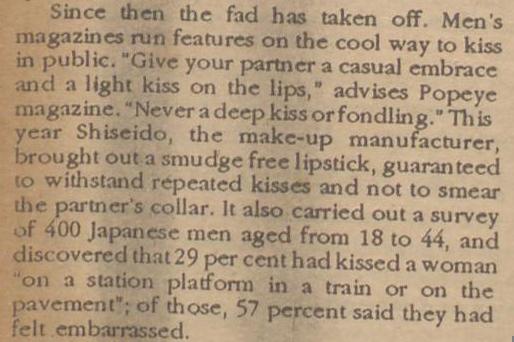 Since then the fad has taken off. Men's
magazines run features on the cool way to kiss
in public. "Give your partner a casual embrace
and a light kiss on the lips," advises Popeye
magazine. "Never a deep kiss or fondling." This
year Shiseido, the make-up manufacturer,
brought out a smudge free lipstick, guaranteed
to withstand repeated kisses and not to smear
the partner's collar. It also carried out a survey
of 400 Japanese men aged from 18 to 44, and
discovered that 29 per cent had kissed a woman
"on a station platform in a train or on the
pavement"; of those, 57 percent said they had
felt embarrassed.